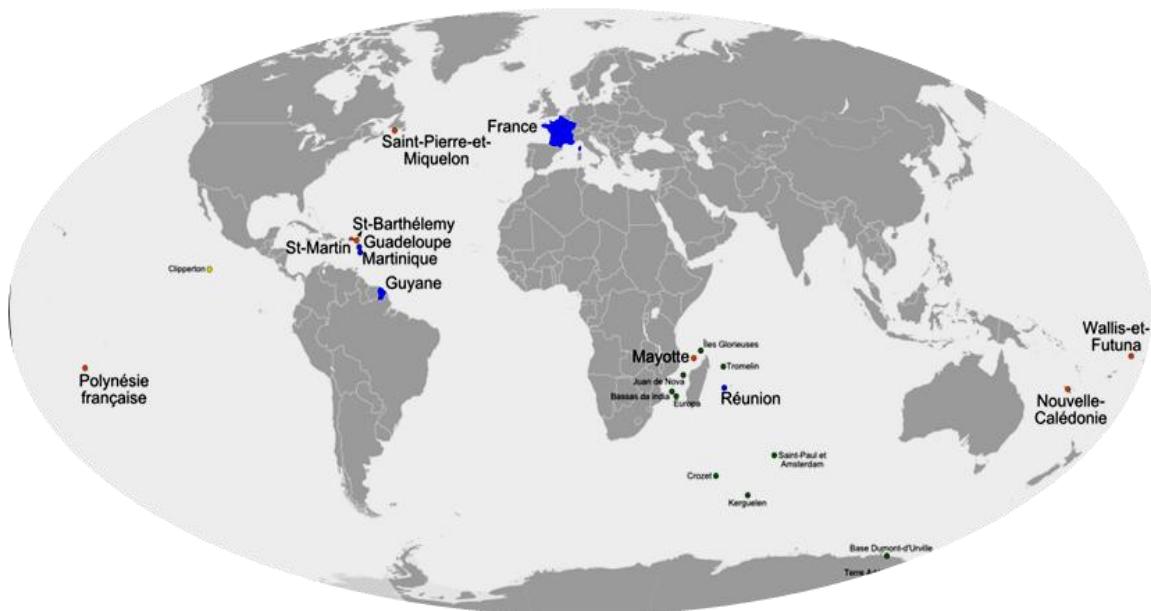 France
Saint-Pierre-et-
Miquelon
St-Barthélemy
St-Martin
Guadeloupe
Martinique
Clipperton
Guyane
Wallis-et-
Futuna
Îles Glorieuses
Mayotte
Tromelin
Polynésie
française
Juan de Nova
Bassas da India
Europa
Réunion
Nouvelle-
Calédonie
Saint-Paul et
Amsterdam
Crozet
Kerguelen
Base Dumont-d'Urville
Terre